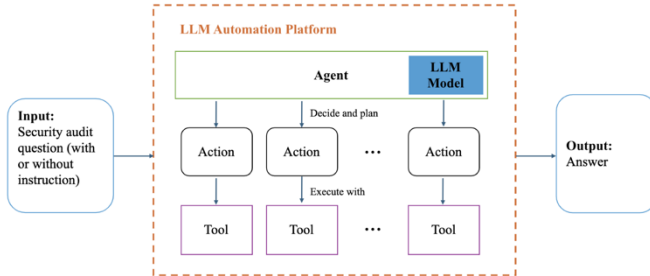 LLM Automation Platform
Agent
LLM
Model
Input:
Security audit
question (with
or without
instruction)
Decide and plan
Action
Action
...
Action
Execute with
Tool
Tool
...
Tool
Output:
Answer